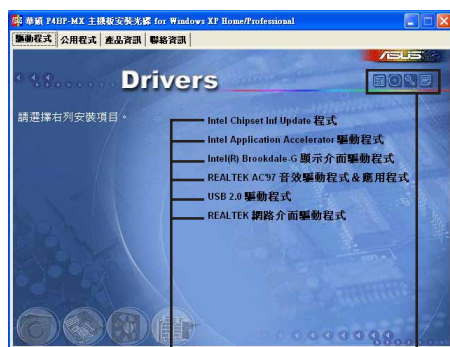 華碩 P4BP-MX 主機板安裝光碟 for Windows XP Home/Professional
驅動程式 公用程式 產品資訊 聯絡資訊
ASUS
Drivers
請選擇右列安裝項目。
Intel Chipset Inf Update 程式
Intel Application Accelerator 驅動程式
Intel(R) Brookdale-G 顯示介面驅動程式
REALTEK AC'97 音效驅動程式 & 應用程式
USB 2.0 驅動程式
REALTEK 網路介面驅動程式